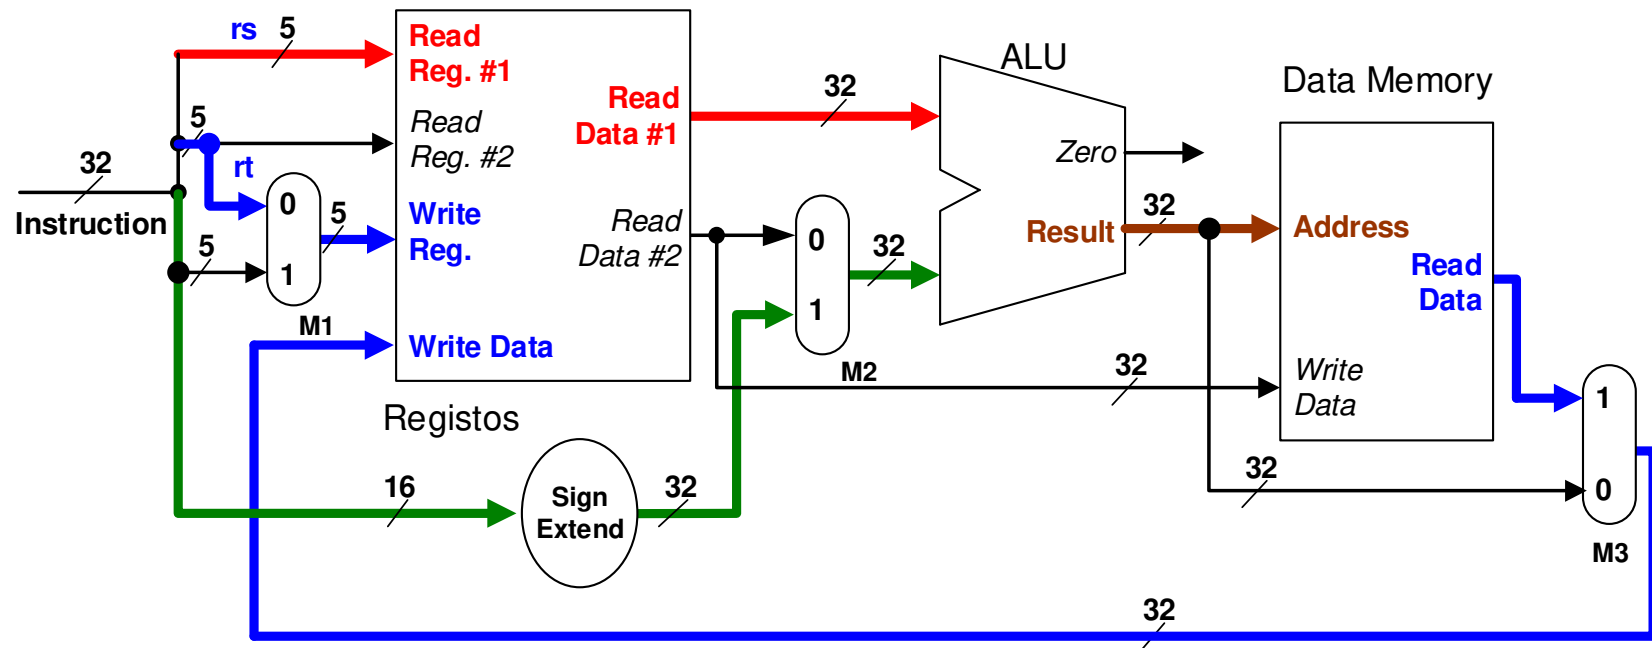 rs
5
Read
Reg. #1
5
Read
Reg. #2
rt
32
Instruction
0
5
Write
Reg.
5
1
M1
Write Data
Registos
Read
Data #1
32
Read
Data #2
0
32
1
M2
16
Sign
Extend
32
ALU
Zero
32
Result
Data Memory
Address
Read
Data
32
Write
Data
1
32
0
M3
32